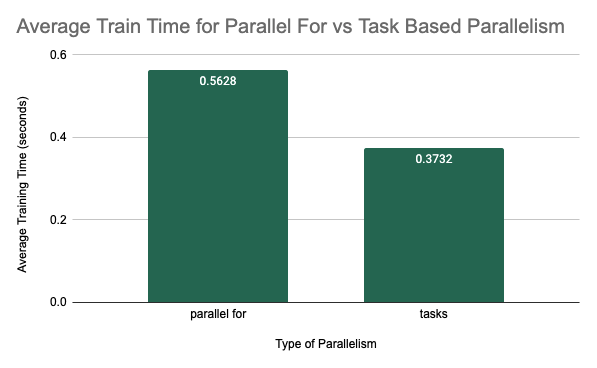 Average Train Time for Parallel For vs Task Based Parallelism
Average Training Time (seconds)
0.6
0.4
0.2
0.0
0.5628
0.3732
parallel for
tasks
Type of Parallelism